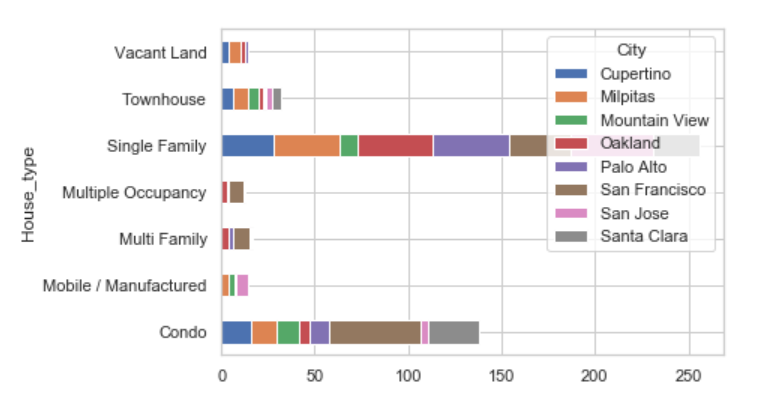 City
Cupertino
Milpitas
Mountain View
Oakland
Palo Alto
San Francisco
San Jose
Santa Clara
House_type
Vacant Land
Townhouse
Single Family
Multiple Occupancy
Multi Family
Mobile / Manufactured
Condo
0 50 100 150 200 250